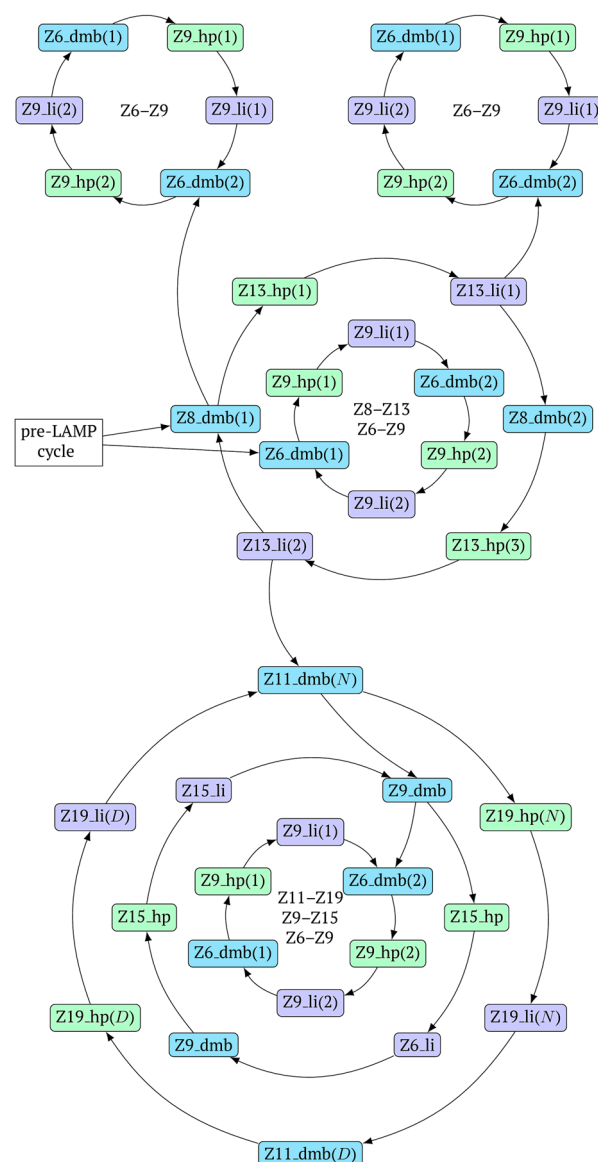 Z6_dmb(1)
Z9_hp(1)
Z9_li(2)
Z6–Z9
Z9_li(1)
Z9_hp(2)
Z6_dmb(2)
Z6_dmb(1)
Z9_hp(1)
Z9_li(2)
Z6–Z9
Z9_li(1)
Z9_hp(2)
Z6_dmb(2)
Z13_hp(1)
Z13_li(1)
Z9_li(1)
Z9_hp(1)
Z6_dmb(2)
Z8_dmb(1)
Z8–Z13
Z6–Z9
Z8_dmb(2)
pre-LAMP
cycle
Z6_dmb(1)
Z9_hp(2)
Z9_li(2)
Z13_li(2)
Z13_hp(3)
Z11_dmb(N)
Z15_li
Z9_dmb
Z19_li(D)
Z19_hp(N)
Z9_li(1)
Z9_hp(1)
Z6_dmb(2)
Z11–Z19
Z9–Z15
Z6–Z9
Z15_hp
Z15_hp
Z6_dmb(1)
Z9_hp(2)
Z9_li(2)
Z19_hp(D)
Z19_li(N)
Z9_dmb
Z6_li
Z11_dmb(D)